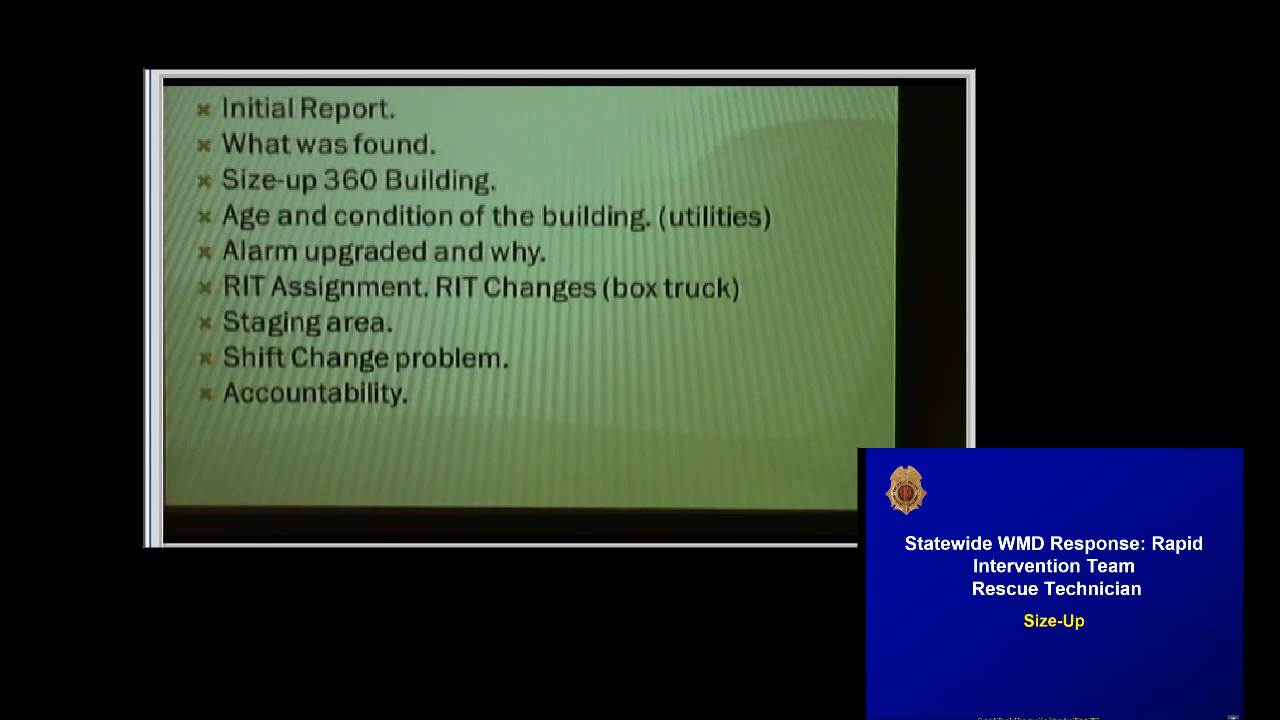 Initial Report.
What was found.
Size-up 360 Building.
Age and condition of the building. (utilities)
Alarm upgraded and why.
RIT Assignment. RIT Changes (box truck)
Staging area.
Shift Change problem.
Accountability.
Statewide WMD Response: Rapid
Intervention Team
Rescue Technician
Size-Up